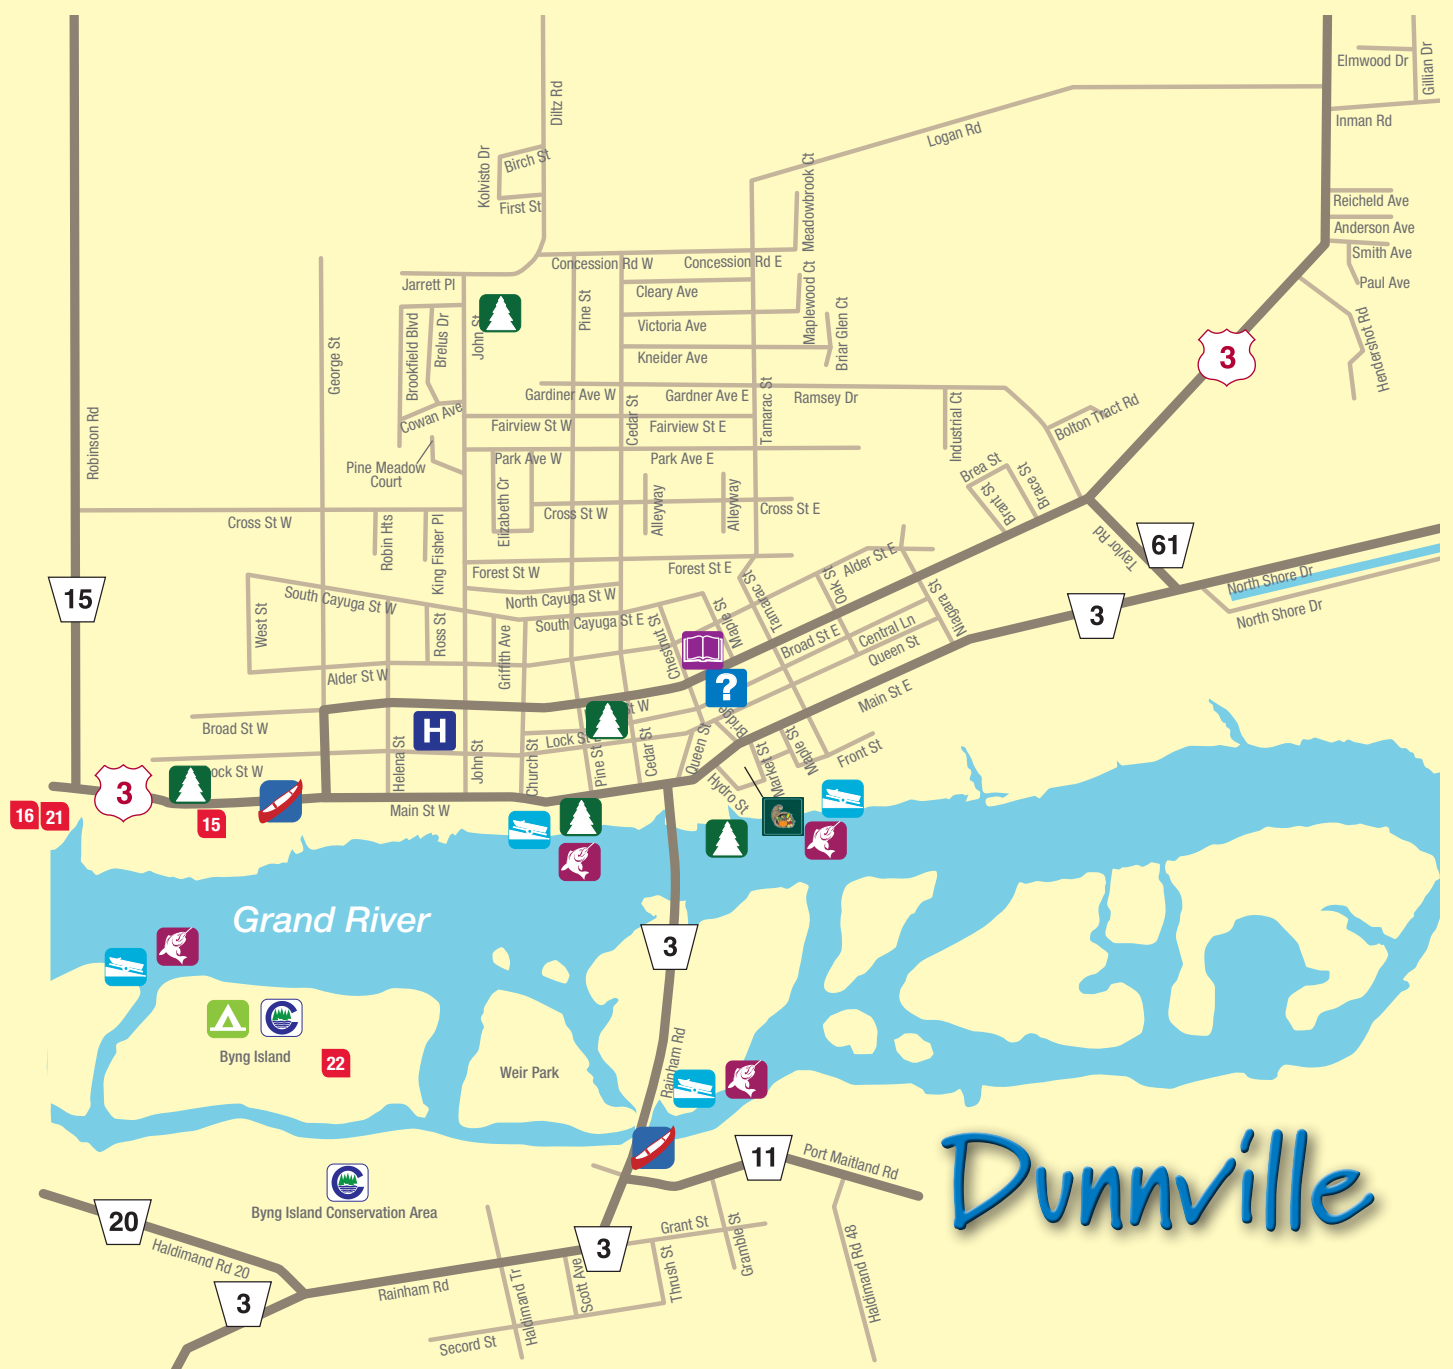 Elmwood Dr
Gillian Dr
Diltz Rd
Inman Rd
Logan Rd
Kolvisto Dr
Birch St
Meadowbrook Ct
First St
Reicheld Ave
Anderson Ave
Concession Rd W
Concession Rd E
Smith Ave
Jarrett Pl
Cleary Ave
Maplewood Ct
Paul Ave
Pine St
Victoria Ave
Briar Glen Ct
Hendershot Rd
George St
Brookfield Blvd
Brelus Dr
John St
Kneider Ave
3
Gardiner Ave W
Gardner Ave E
Ramsey Dr
Tamarac St
Cedar St
Industrial Ct
Bolton Tract Rd
Cowan Ave
Fairview St W
Fairview St E
Robinson Rd
Pine Meadow
Court
Park Ave W
Park Ave E
Brea St
Brant St
Brace St
Elizabeth Cr
Cross St W
Cross St W
Alleyway
Alleyway
Cross St E
Robin Hts
King Fisher Pl
Taylor Rd
61
Forest St W
Forest St E
Alder St E
Oak St
North Shore Dr
North Shore Dr
15
South Cayuga St W
North Cayuga St W
South Cayuga St E
West St
Ross St
Griffith Ave
Chestnut St
Maple St
Tamarac St
Niagara St
3
Broad St E
Central Ln
Queen St
Alder St W
?
Main St E
Broad St W
H
St W
Lock St E
Bridge
Queen St
Helena St
John St
Church St
Pine St
Cedar St
Market St
Maple St
Front St
Hydro St
ock St W
3
16
21
15
Main St W
Grand River
3
Byng Island
22
Weir Park
Rainham Rd
11
Port Maitland Rd
Dunnville
Byng Island Conservation Area
20
Haldimand Rd 20
3
Grant St
Gramble St
Thrush St
Scott Ave
Haldimand Tr
Haldimand Rd 48
3
Rainham Rd
Secord St